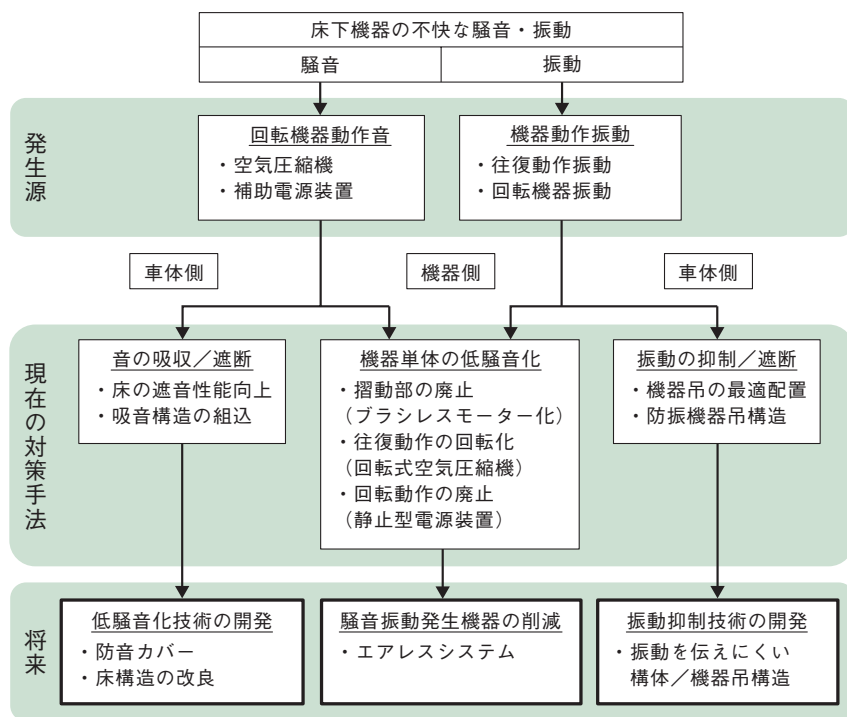 床下機器の不快な騒音・振動
騒音
振動
発生源
回転機器動作音
・空気圧縮機
・補助電源装置
機器動作振動
・往復動作振動
・回転機器振動
車体側
機器側
車体側
現在の対策手法
音の吸収／遮断
・床の遮音性能向上
・吸音構造の組込
機器単体の低騒音化
・摺動部の廃止
（ブラシレスモーター化）
・往復動作の回転化
（回転式空気圧縮機）
・回転動作の廃止
（静止型電源装置）
振動の抑制／遮断
・機器吊の最適配置
・防振機器吊構造
将来
低騒音化技術の開発
・防音カバー
・床構造の改良
騒音振動発生機器の削減
・エアレスシステム
振動抑制技術の開発
・振動を伝えにくい
構体／機器吊構造